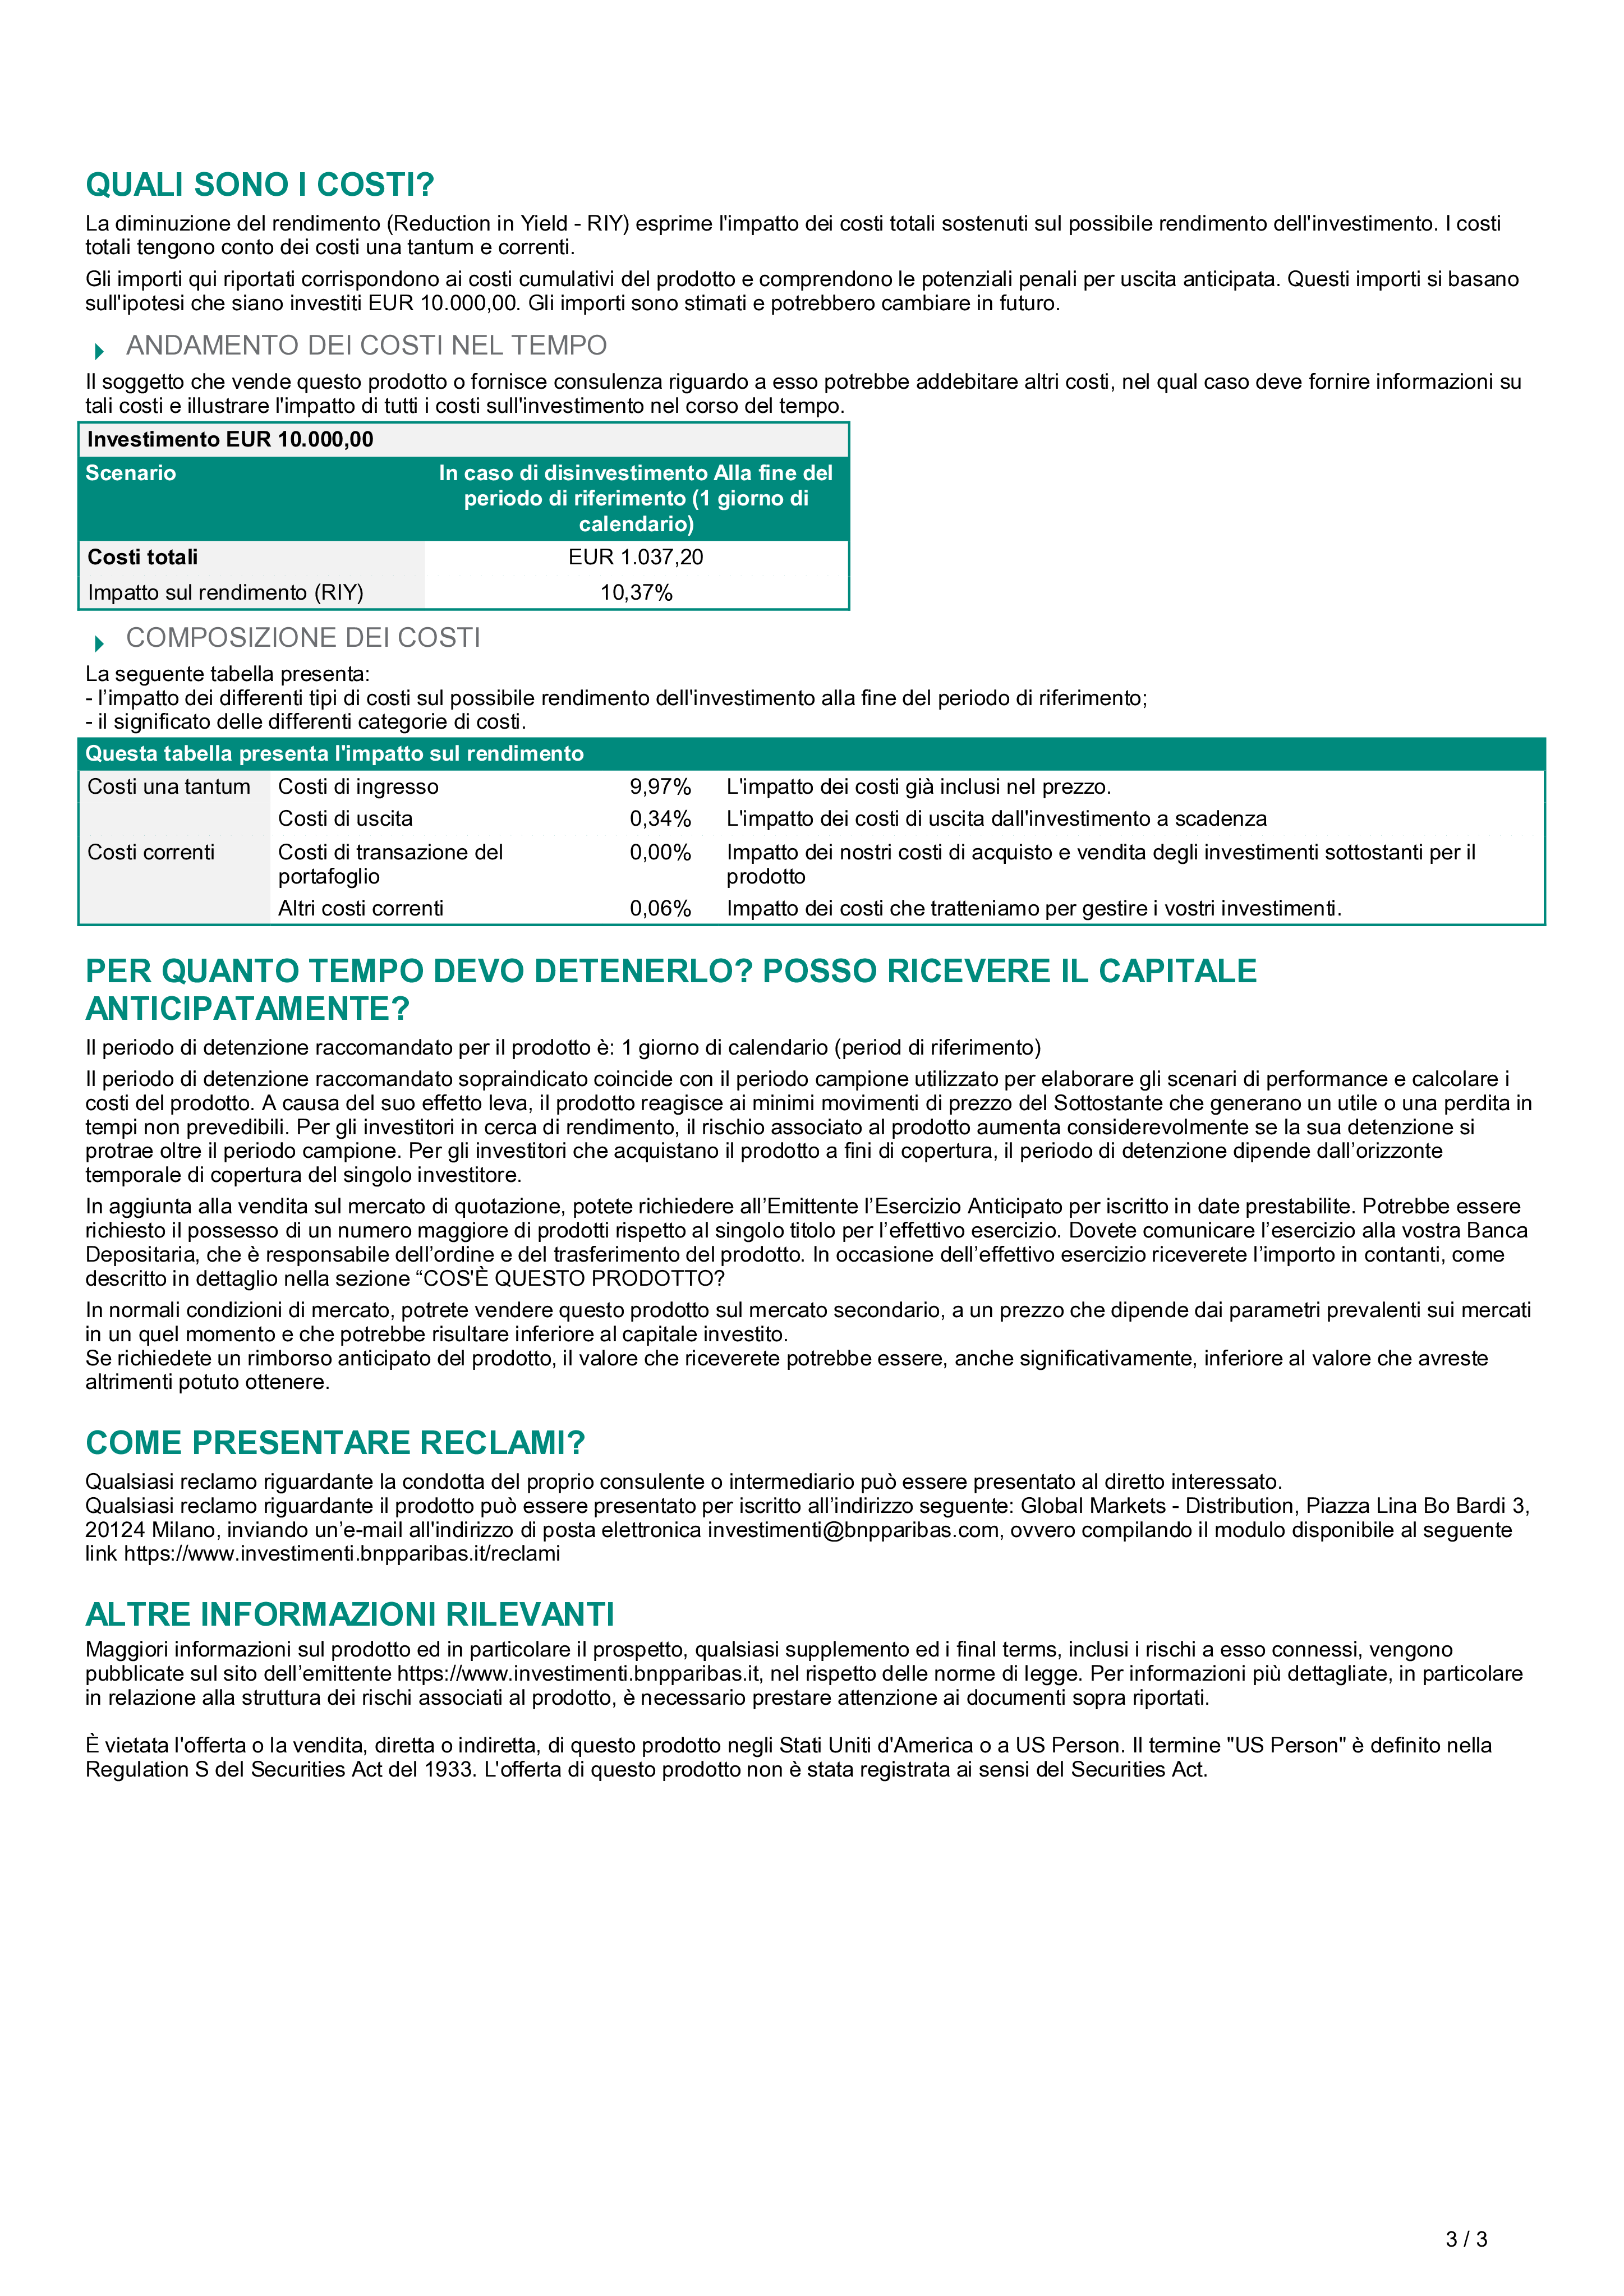 QUALI SONO I COSTI?
La diminuzione del rendimento (Reduction in Yield - RIY) esprime l'impatto dei costi totali sostenuti sul possibile rendimento dell'investimento. I costi
totali tengono conto dei costi una tantum e correnti.
Gli importi qui riportati corrispondono ai costi cumulativi del prodotto e comprendono le potenziali penali per uscita anticipata. Questi importi si basano
sull'ipotesi che siano investiti EUR 10.000,00. Gli importi sono stimati e potrebbero cambiare in futuro.
ANDAMENTO DEI COSTI NEL TEMPO
Il soggetto che vende questo prodotto o fornisce consulenza riguardo a esso potrebbe addebitare altri costi, nel qual caso deve fornire informazioni su
tali costi e illustrare l'impatto di tutti i costi sull'investimento nel corso del tempo.
Investimento EUR 10.000,00
Scenario In caso di disinvestimento Alla fine del
periodo di riferimento (1 giorno di
calendario)
Costi totali EUR 1.037,20
Impatto sul rendimento (RIY) 10,37%
COMPOSIZIONE DEI COSTI
La seguente tabella presenta:
- l’impatto dei differenti tipi di costi sul possibile rendimento dell'investimento alla fine del periodo di riferimento;
- il significato delle differenti categorie di costi.
Questa tabella presenta l'impatto sul rendimento
Costi una tantum Costi di ingresso 9,97% L'impatto dei costi già inclusi nel prezzo.
Costi di uscita 0,34% L'impatto dei costi di uscita dall'investimento a scadenza
Costi correnti Costi di transazione del 0,00% Impatto dei nostri costi di acquisto e vendita degli investimenti sottostanti per il
portafoglio prodotto
Altri costi correnti 0,06% Impatto dei costi che tratteniamo per gestire i vostri investimenti.
PER QUANTO TEMPO DEVO DETENERLO? POSSO RICEVERE IL CAPITALE
ANTICIPATAMENTE?
Il periodo di detenzione raccomandato per il prodotto è: 1 giorno di calendario (period di riferimento)
Il periodo di detenzione raccomandato sopraindicato coincide con il periodo campione utilizzato per elaborare gli scenari di performance e calcolare i
costi del prodotto. A causa del suo effetto leva, il prodotto reagisce ai minimi movimenti di prezzo del Sottostante che generano un utile o una perdita in
tempi non prevedibili. Per gli investitori in cerca di rendimento, il rischio associato al prodotto aumenta considerevolmente se la sua detenzione si
protrae oltre il periodo campione. Per gli investitori che acquistano il prodotto a fini di copertura, il periodo di detenzione dipende dall’orizzonte
temporale di copertura del singolo investitore.
In aggiunta alla vendita sul mercato di quotazione, potete richiedere all’Emittente l’Esercizio Anticipato per iscritto in date prestabilite. Potrebbe essere
richiesto il possesso di un numero maggiore di prodotti rispetto al singolo titolo per l’effettivo esercizio. Dovete comunicare l’esercizio alla vostra Banca
Depositaria, che è responsabile dell’ordine e del trasferimento del prodotto. In occasione dell’effettivo esercizio riceverete l’importo in contanti, come
descritto in dettaglio nella sezione “COS'È QUESTO PRODOTTO?
In normali condizioni di mercato, potrete vendere questo prodotto sul mercato secondario, a un prezzo che dipende dai parametri prevalenti sui mercati
in un quel momento e che potrebbe risultare inferiore al capitale investito.
Se richiedete un rimborso anticipato del prodotto, il valore che riceverete potrebbe essere, anche significativamente, inferiore al valore che avreste
altrimenti potuto ottenere.
COME PRESENTARE RECLAMI?
Qualsiasi reclamo riguardante la condotta del proprio consulente o intermediario può essere presentato al diretto interessato.
Qualsiasi reclamo riguardante il prodotto può essere presentato per iscritto all’indirizzo seguente: Global Markets - Distribution, Piazza Lina Bo Bardi 3,
20124 Milano, inviando un’e-mail all'indirizzo di posta elettronica investimenti@bnpparibas.com, ovvero compilando il modulo disponibile al seguente
link https://www.investimenti.bnpparibas.it/reclami
ALTRE INFORMAZIONI RILEVANTI
Maggiori informazioni sul prodotto ed in particolare il prospetto, qualsiasi supplemento ed i final terms, inclusi i rischi a esso connessi, vengono
pubblicate sul sito dell’emittente https://www.investimenti.bnpparibas.it, nel rispetto delle norme di legge. Per informazioni più dettagliate, in particolare
in relazione alla struttura dei rischi associati al prodotto, è necessario prestare attenzione ai documenti sopra riportati.
È vietata l'offerta o la vendita, diretta o indiretta, di questo prodotto negli Stati Uniti d'America o a US Person. Il termine "US Person" è definito nella
Regulation S del Securities Act del 1933. L'offerta di questo prodotto non è stata registrata ai sensi del Securities Act.
3 / 3